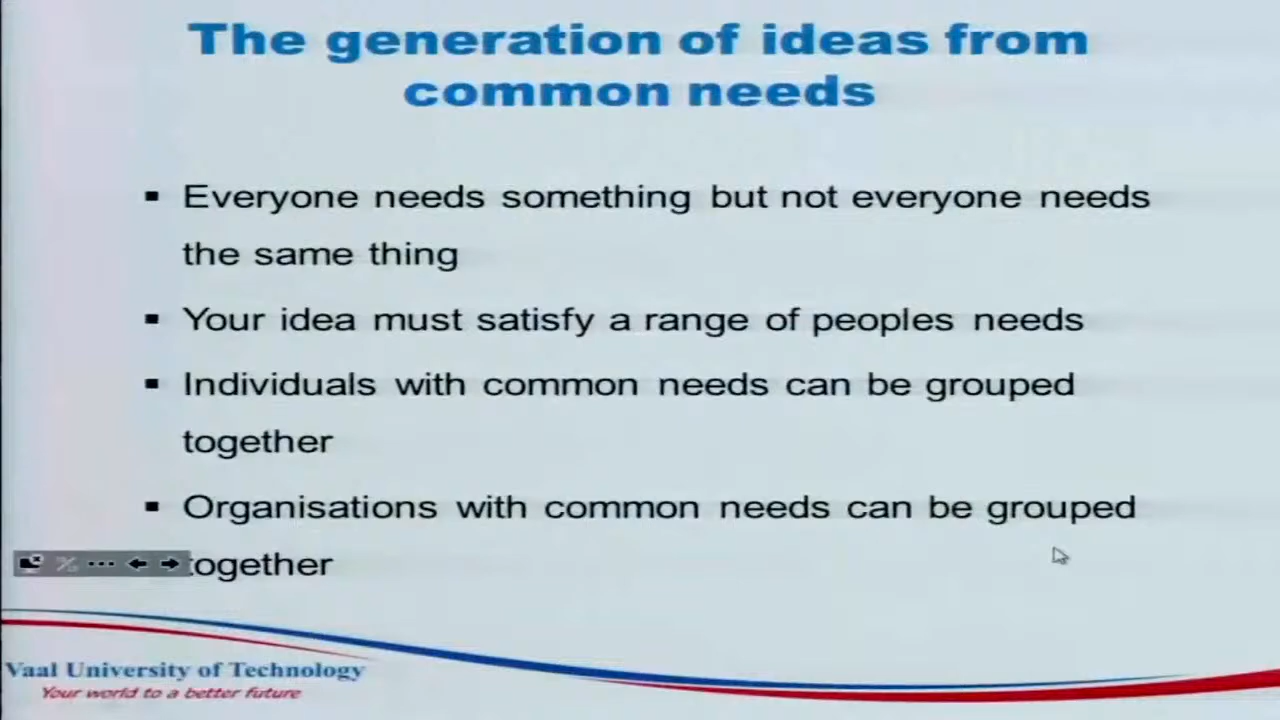 The generation of ideas from
common needs
▪ Everyone needs something but not everyone needs
the same thing
▪ Your idea must satisfy a range of peoples needs
▪ Individuals with common needs can be grouped
together
▪ Organisations with common needs can be grouped
together
Vaal University of Technology
Your world to a better future